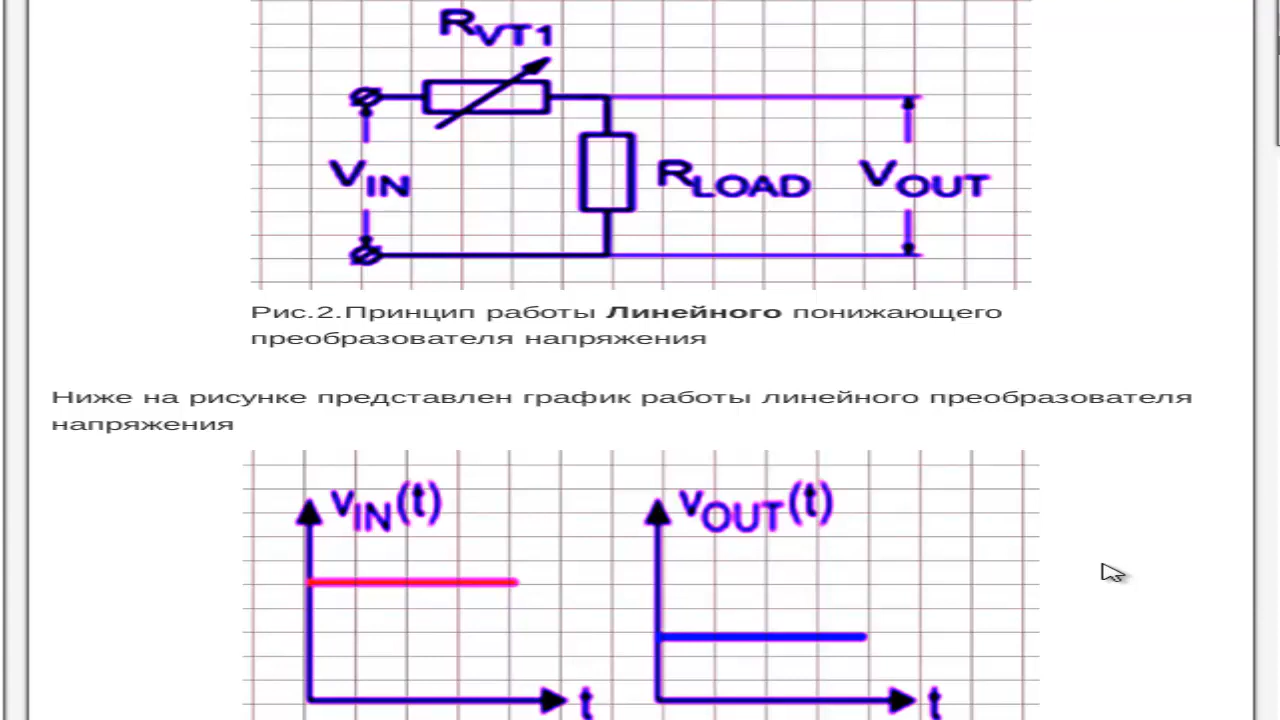 RVT1
VIN RLOAD VOUT
Рис.2.Принцип работы Линейного понижающего
преобразователя напряжения
Ниже на рисунке представлен график работы линейного преобразователя
напряжения
vIN(t) vOUT(t)
t t